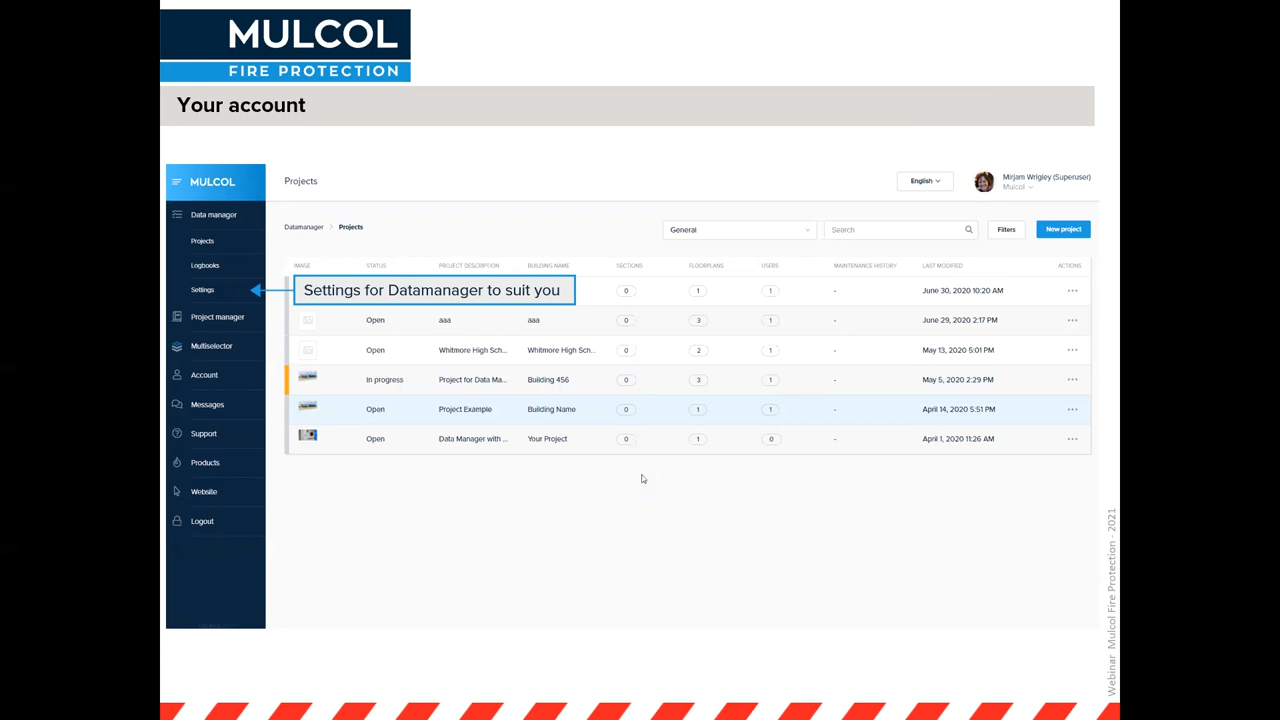 MULCOL
FIRE PROTECTION
Your account
MULCOL
Projects
English
Mirjam Wrigley (Superuser)
Mulcol
Data manager
Projects
Logbooks
Settings
Project manager
Multiselector
Account
Messages
Support
Products
Website
Logout
Datamanager > Projects
General
Search
Filters
New project
IMAGE STATUS PROJECT DESCRIPTION BUILDING NAME SECTIONS FLOORPLANS USERS MAINTENANCE HISTORY LAST MODIFIED ACTIONS
Settings for Datamanager to suit you 0 1 1 - June 30, 2020 10:20 AM ...
Open aaa aaa 0 3 1 - June 29, 2020 2:17 PM ...
Open Whitmore High Sch... Whitmore High Sch... 0 2 1 - May 13, 2020 5:01 PM ...
In progress Project for Data Ma... Building 456 0 3 1 - May 5, 2020 2:29 PM ...
Open Project Example Building Name 0 1 1 - April 14, 2020 5:51 PM ...
Open Data Manager with ... Your Project 0 1 0 - April 1, 2020 11:26 AM ...
Webinar Mulcol Fire Protection - 2021